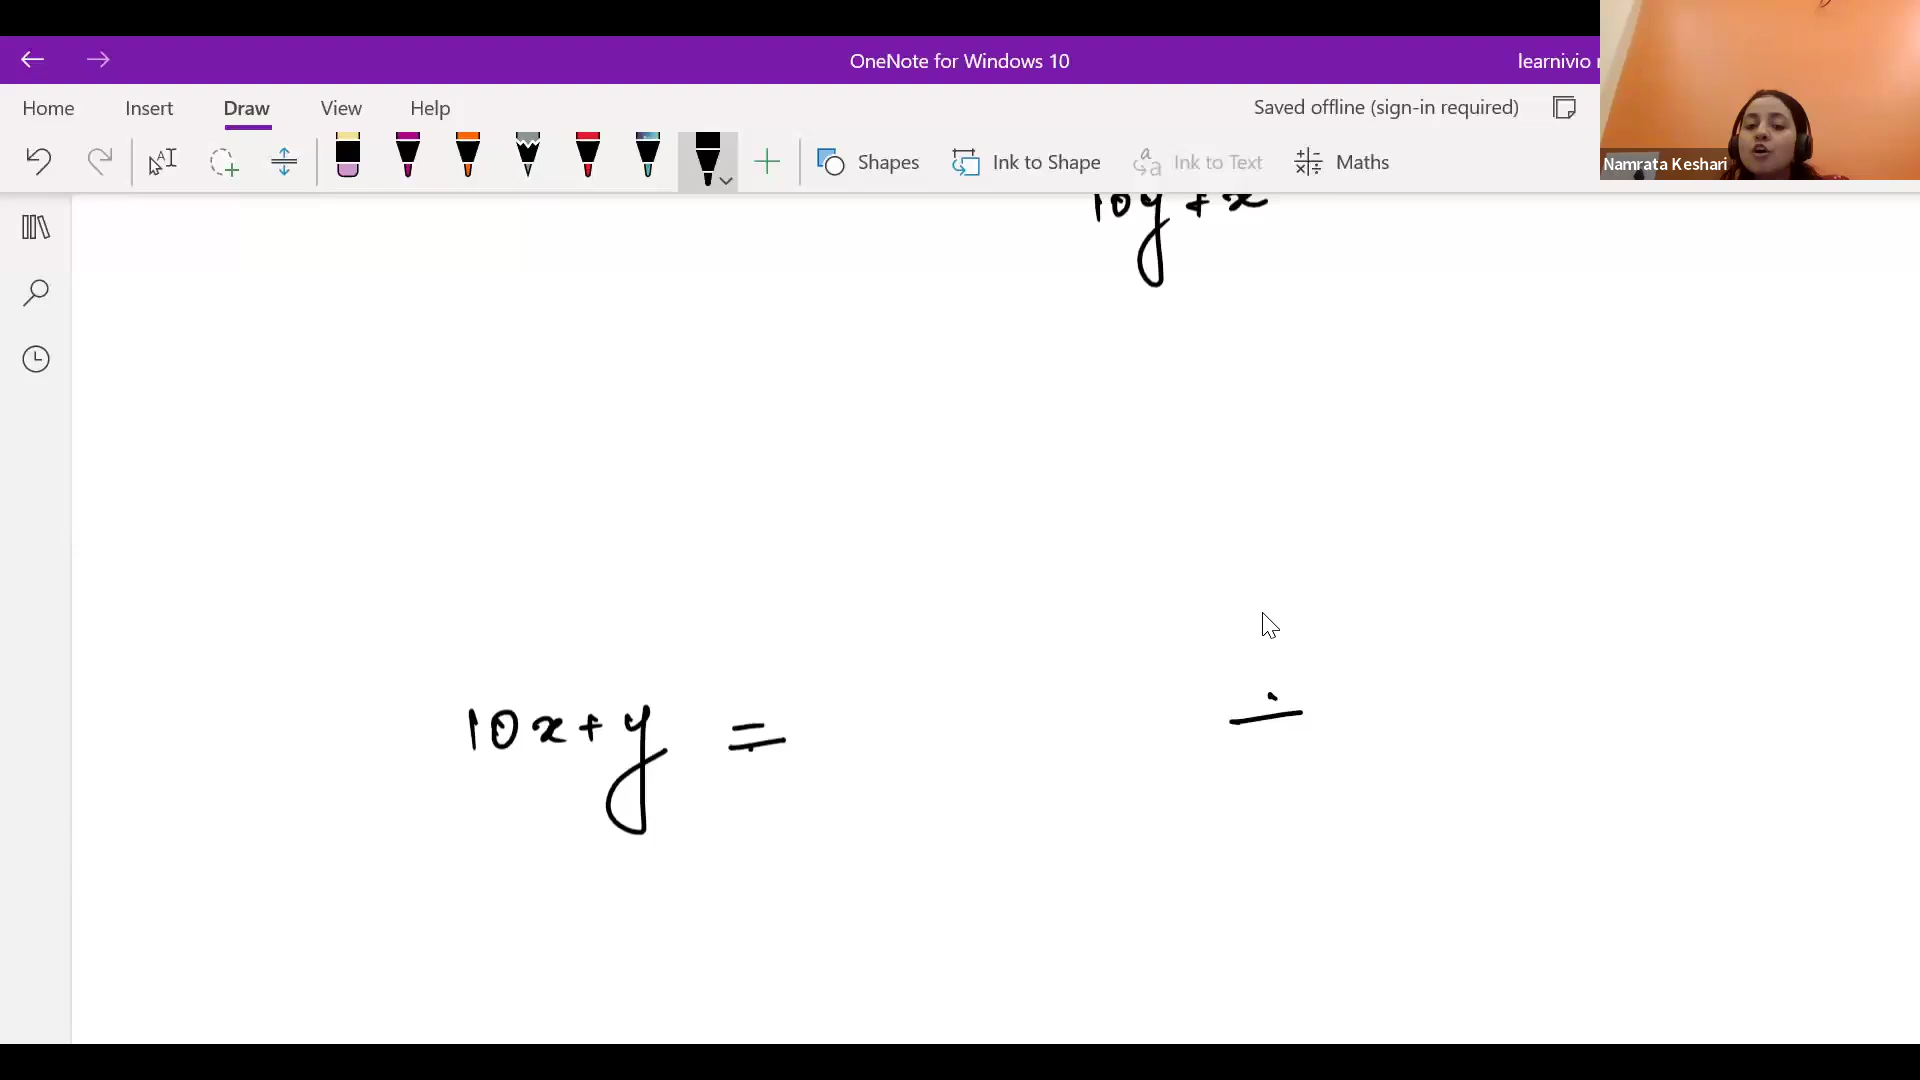 OneNote for Windows 10
learnivio
Home Insert Draw View Help
Saved offline (sign-in required)
Shapes Ink to Shape Ink to Text Maths
Namrata Keshari
10y + x
10x + y =